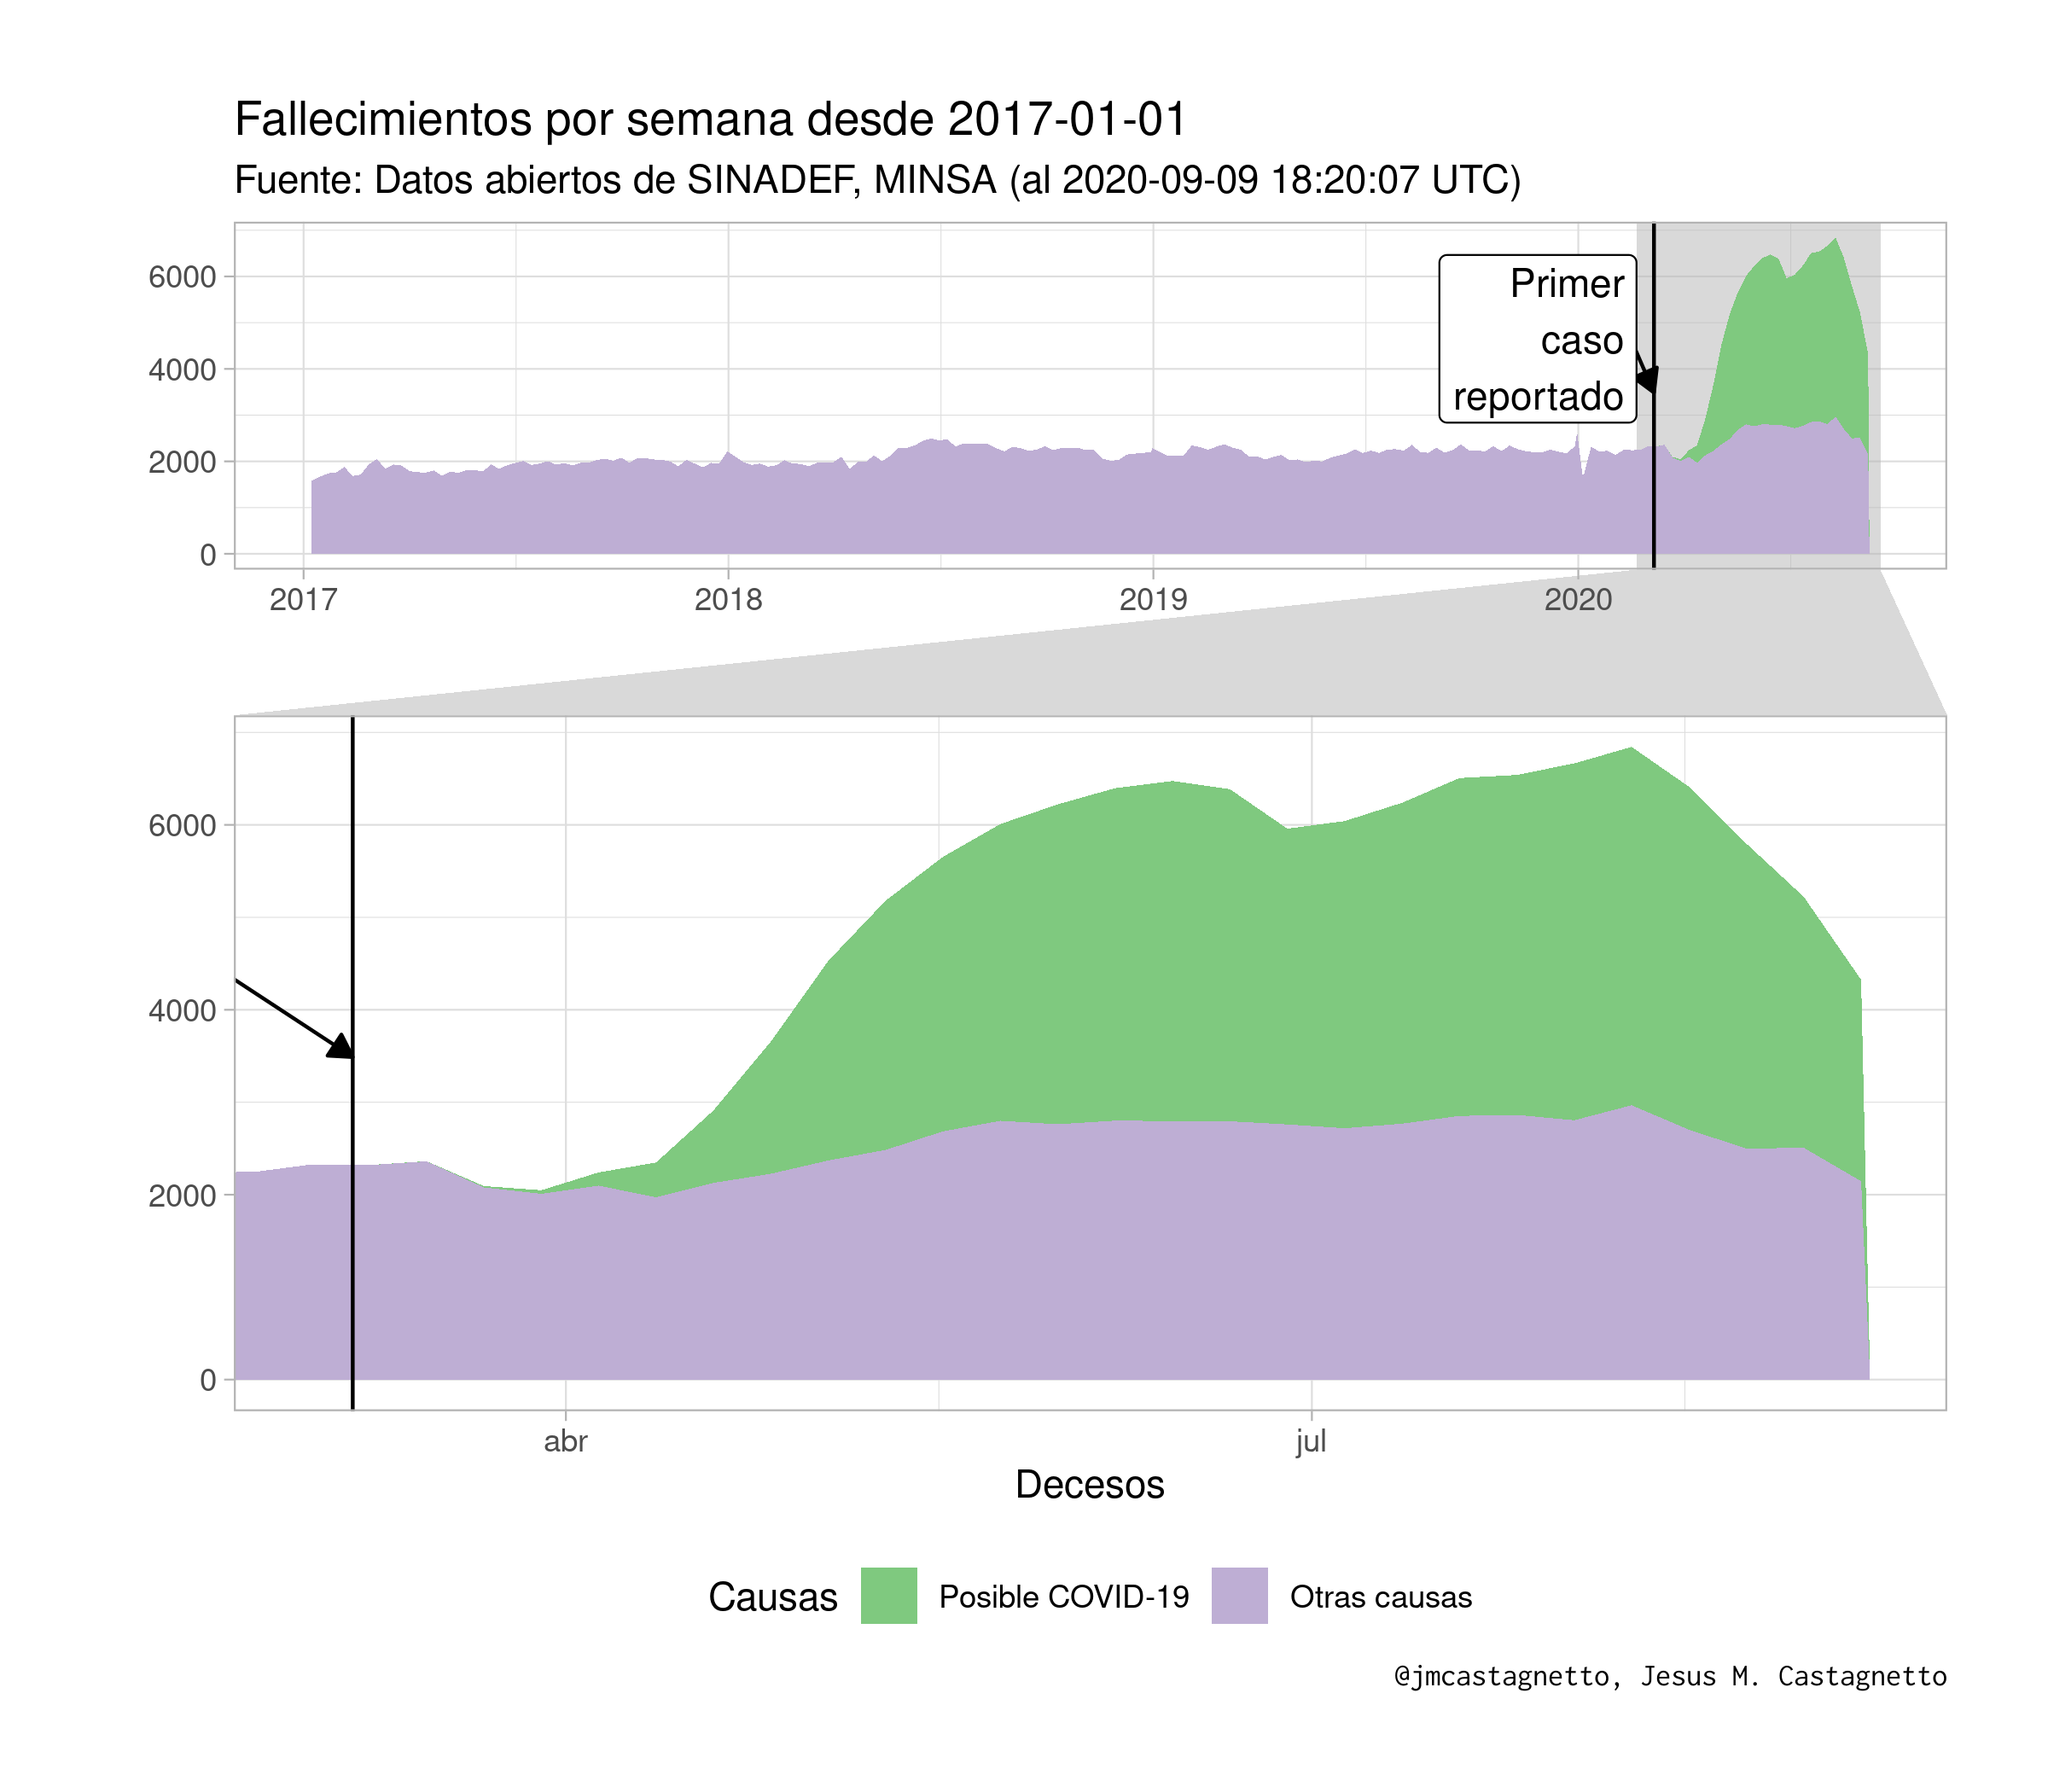 Fallecimientos por semana desde 2017-01-01
Fuente: Datos abiertos de SINADEF, MINSA (al 2020-09-09 18:20:07 UTC)
6000
4000
2000
0
Primer
caso
reportado
2017
2018
2019
2020
6000
4000
2000
0
abr
jul
Decesos
Causas
Posible COVID-19
Otras causas
@jmcastagnetto, Jesus M. Castagnetto